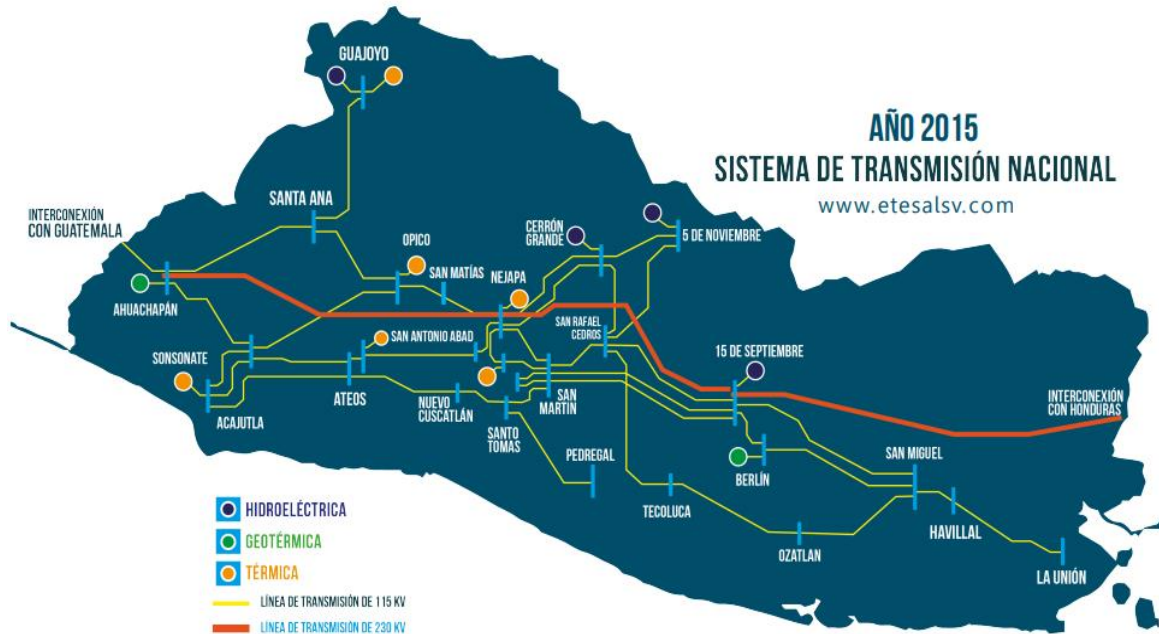 GUAJOYO
AÑO 2015
SISTEMA DE TRANSMISIÓN NACIONAL
www.etesalsv.com
SANTA ANA
INTERCONEXIÓN
CON GUATEMALA
CERRÓN
GRANDE
5 DE NOVIEMBRE
OPICO
SAN MATÍAS
NEJAPA
AHUACHAPÁN
SAN RAFAEL
CEDROS
SAN ANTONIO ABAD
15 DE SEPTIEMBRE
SONSONATE
ATEOS
INTERCONEXIÓN
CON HONDURAS
NUEVO
CUSCATLÁN
SAN
MARTIN
ACAJUTLA
SANTO
TOMAS
PEDREGAL
SAN MIGUEL
BERLÍN
TECOLUCA
HAVILLAL
OZATLAN
LA UNIÓN
HIDROELÉCTRICA
GEOTÉRMICA
TÉRMICA
LÍNEA DE TRANSMISIÓN DE 115 KV
LÍNEA DE TRANSMISIÓN DE 230 KV